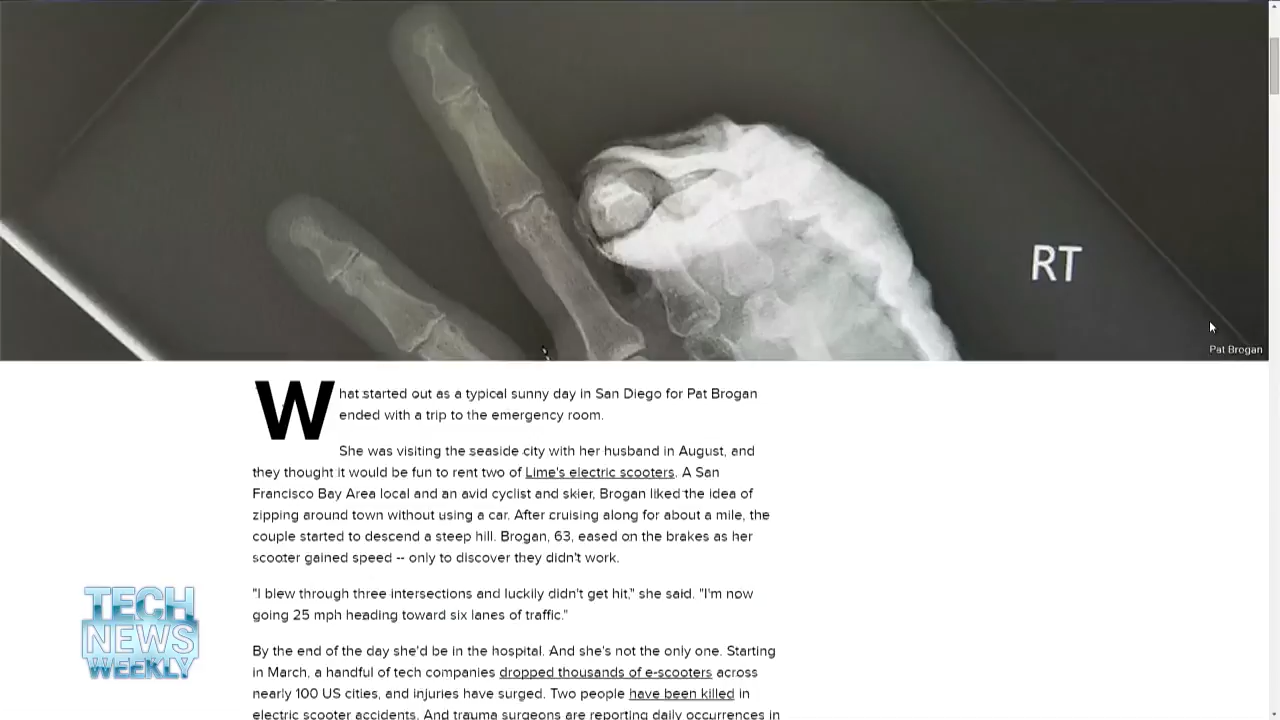 RT
Pat Brogan
What started out as a typical sunny day in San Diego for Pat Brogan
ended with a trip to the emergency room.
She was visiting the seaside city with her husband in August, and
they thought it would be fun to rent two of Lime's electric scooters. A San
Francisco Bay Area local and an avid cyclist and skier, Brogan liked the idea of
zipping around town without using a car. After cruising along for about a mile, the
couple started to descend a steep hill. Brogan, 63, eased on the brakes as her
scooter gained speed -- only to discover they didn't work.
"I blew through three intersections and luckily didn't get hit," she said. "I'm now
going 25 mph heading toward six lanes of traffic."
By the end of the day she'd be in the hospital. And she's not the only one. Starting
in March, a handful of tech companies dropped thousands of e-scooters across
nearly 100 US cities, and injuries have surged. Two people have been killed in
electric scooter accidents. And trauma surgeons are reporting daily occurrences in
TECH
NEWS
WEEKLY